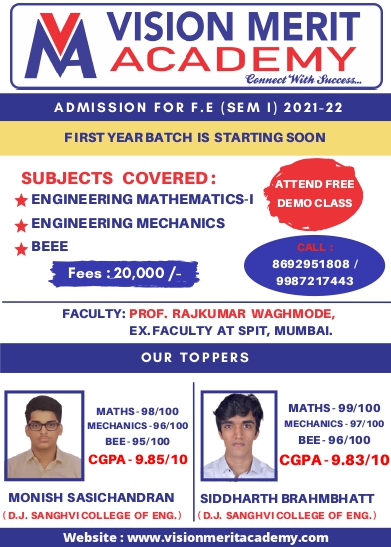 VM
VISION MERIT
ACADEMY
Connect With Success...
ADMISSION FOR F.E (SEM I) 2021-22
FIRST YEAR BATCH IS STARTING SOON
SUBJECTS COVERED :
ENGINEERING MATHEMATICS-I
ENGINEERING MECHANICS
BEEE
Fees : 20,000 /-
ATTEND FREE
DEMO CLASS
CALL :
8692951808 /
9987217443
FACULTY: PROF. RAJKUMAR WAGHMODE,
EX.FACULTY AT SPIT, MUMBAI.
OUR TOPPERS
MATHS - 98/100
MECHANICS - 96/100
BEE - 95/100
CGPA - 9.85/10
MONISH SASICHANDRAN
(D.J. SANGHVI COLLEGE OF ENG.)
MATHS - 99/100
MECHANICS - 97/100
BEE - 96/100
CGPA - 9.83/10
SIDDHARTH BRAHMBHATT
(D.J. SANGHVI COLLEGE OF ENG.)
Website : www.visionmeritacademy.com